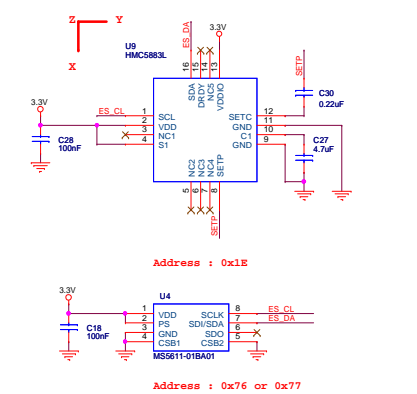 Z Y
X
3.3V
U9
HMC5883L
ES_DA
16 15 14 13
SDA DRDY NC5 VDDIO
SETP
C30
0.22uF
3.3V
ES_CL 1 SCL SETC 12
2 VDD GND 11
3 NC1 C1 10
4 S1 GND 9
C28
100nF
C27
4.7uF
NC2 NC3 NC4 SETP
5 6 7 8
SETP
Address : 0x1E
3.3V
U4
1 VDD SCLK 8 ES_CL
2 PS SDI/SDA 7 ES_DA
3 GND SDO 6
4 CSB1 CSB2 5
C18
100nF
MS5611-01BA01
Address : 0x76 or 0x77